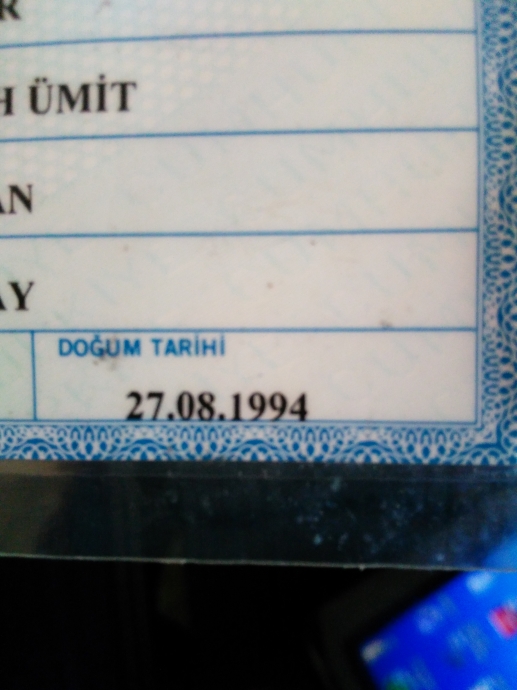 R
H ÜMİT
AN
AY
DOĞUM TARİHİ
27.08.1994